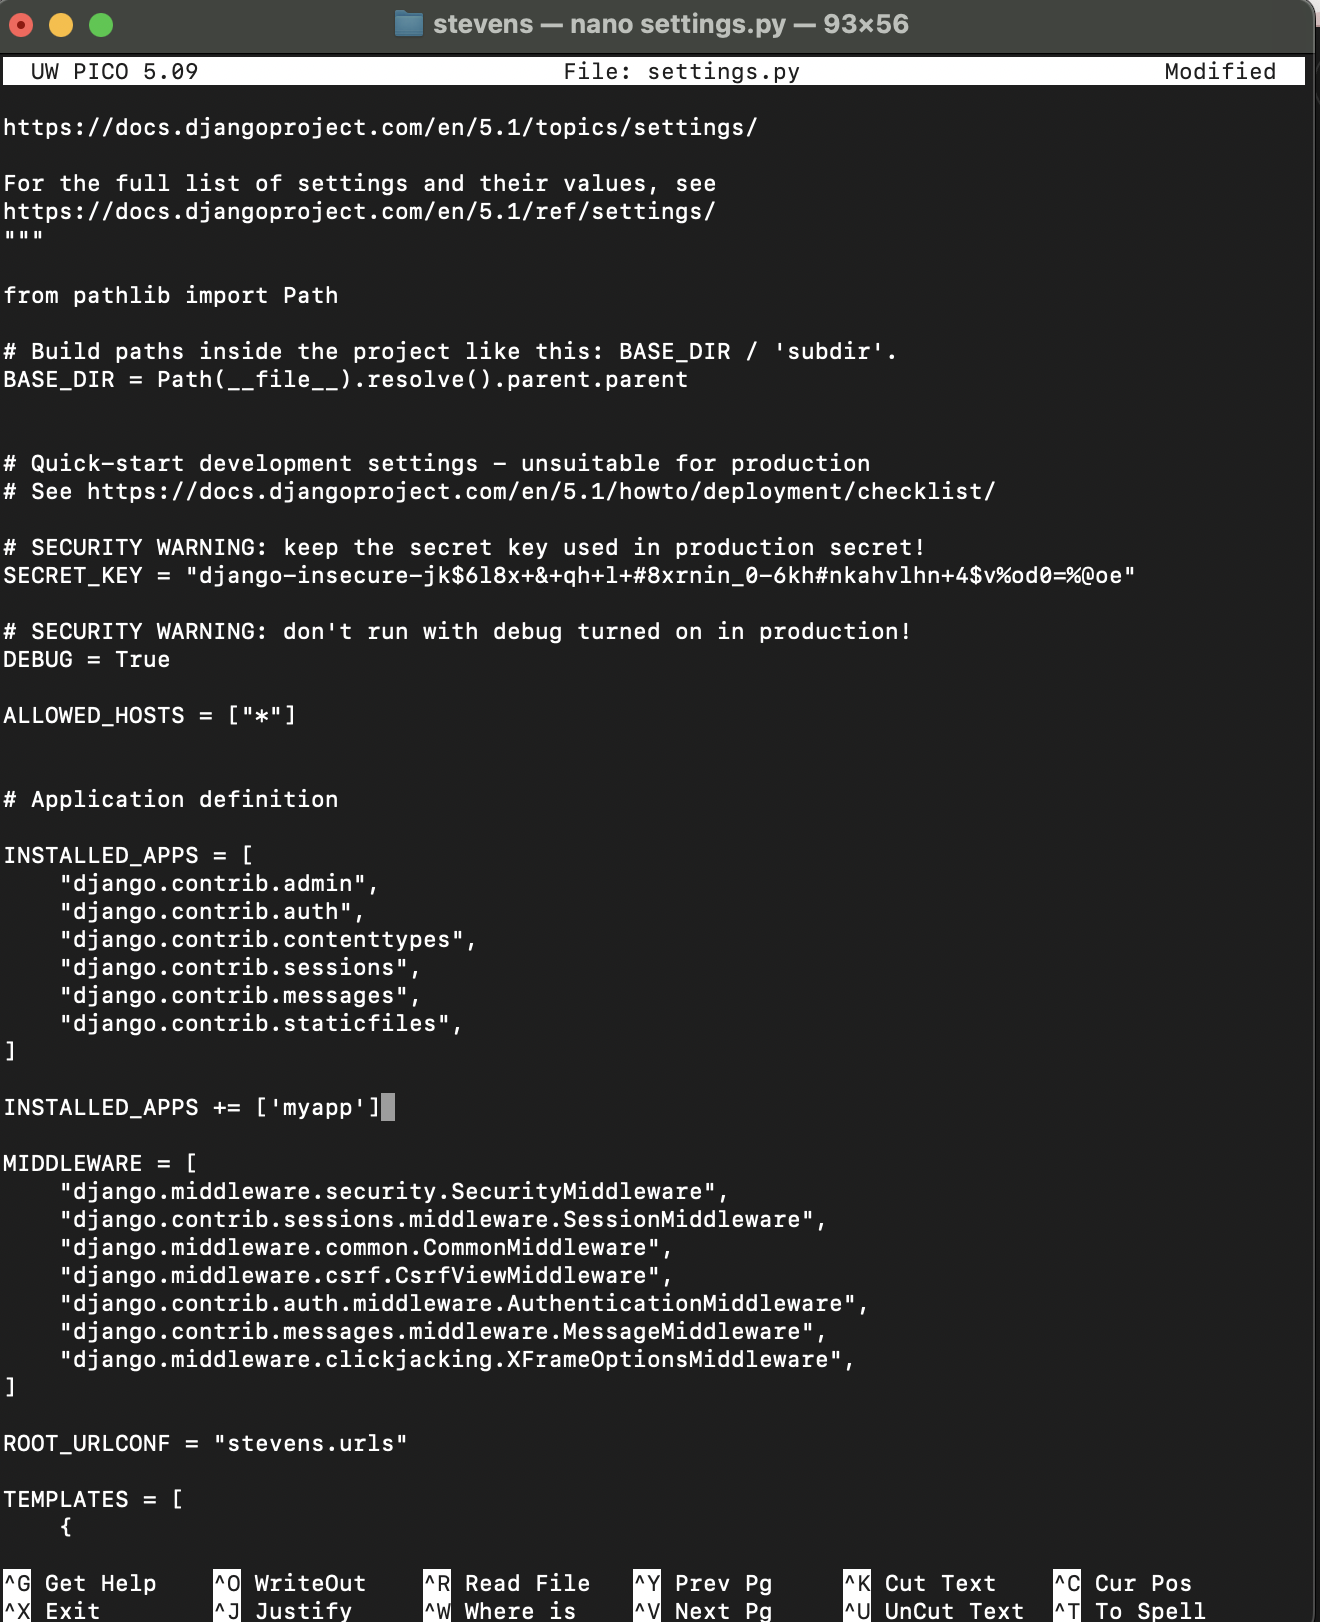 stevens — nano settings.py — 93×56
UW PICO 5.09 File: settings.py Modified
https://docs.djangoproject.com/en/5.1/topics/settings/
For the full list of settings and their values, see
https://docs.djangoproject.com/en/5.1/ref/settings/
"""
from pathlib import Path
# Build paths inside the project like this: BASE_DIR / 'subdir'.
BASE_DIR = Path(__file__).resolve().parent.parent
# Quick-start development settings - unsuitable for production
# See https://docs.djangoproject.com/en/5.1/howto/deployment/checklist/
# SECURITY WARNING: keep the secret key used in production secret!
SECRET_KEY = "django-insecure-jk$6l8x+&+qh+l+#8xrnin_0-6kh#nkahvlhn+4$v%od0=%@oe"
# SECURITY WARNING: don't run with debug turned on in production!
DEBUG = True
ALLOWED_HOSTS = ["*"]
# Application definition
INSTALLED_APPS = [
    "django.contrib.admin",
    "django.contrib.auth",
    "django.contrib.contenttypes",
    "django.contrib.sessions",
    "django.contrib.messages",
    "django.contrib.staticfiles",
]
INSTALLED_APPS += ['myapp']
MIDDLEWARE = [
    "django.middleware.security.SecurityMiddleware",
    "django.contrib.sessions.middleware.SessionMiddleware",
    "django.middleware.common.CommonMiddleware",
    "django.middleware.csrf.CsrfViewMiddleware",
    "django.contrib.auth.middleware.AuthenticationMiddleware",
    "django.contrib.messages.middleware.MessageMiddleware",
    "django.middleware.clickjacking.XFrameOptionsMiddleware",
]
ROOT_URLCONF = "stevens.urls"
TEMPLATES = [
    {
^G Get Help ^O WriteOut ^R Read File ^Y Prev Pg ^K Cut Text ^C Cur Pos
^X Exit ^J Justify ^W Where is ^V Next Pg ^U UnCut Text ^T To Spell